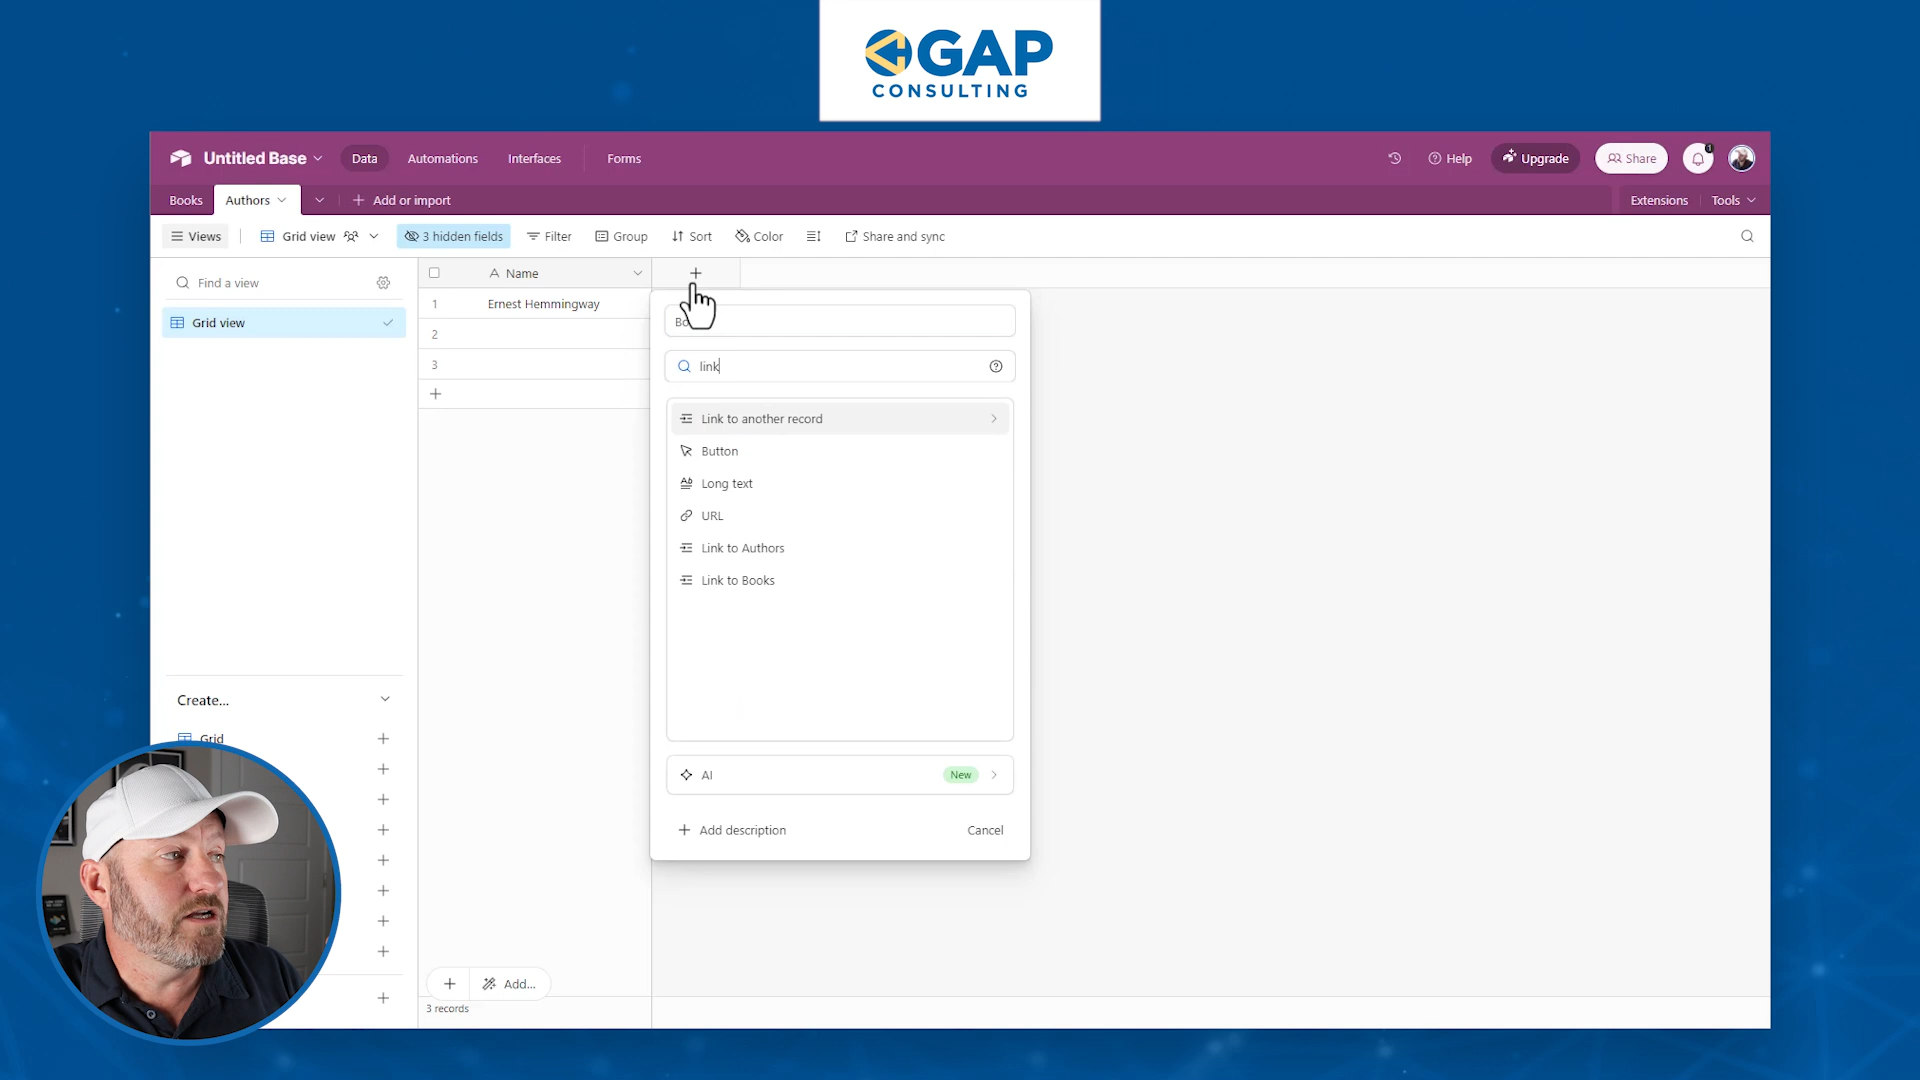 GAP
CONSULTING
Untitled Base
Data
Automations
Interfaces
Forms
Help
Upgrade
Share
1
Books
Authors
Add or import
Extensions
Tools
Views
Grid view
3 hidden fields
Filter
Group
Sort
Color
Share and sync
Find a view
Grid view
Name
1
Ernest Hemmingway
2
3
link
Link to another record
Button
Long text
URL
Link to Authors
Link to Books
AI
New
Add description
Cancel
Create...
Grid
Add...
3 records